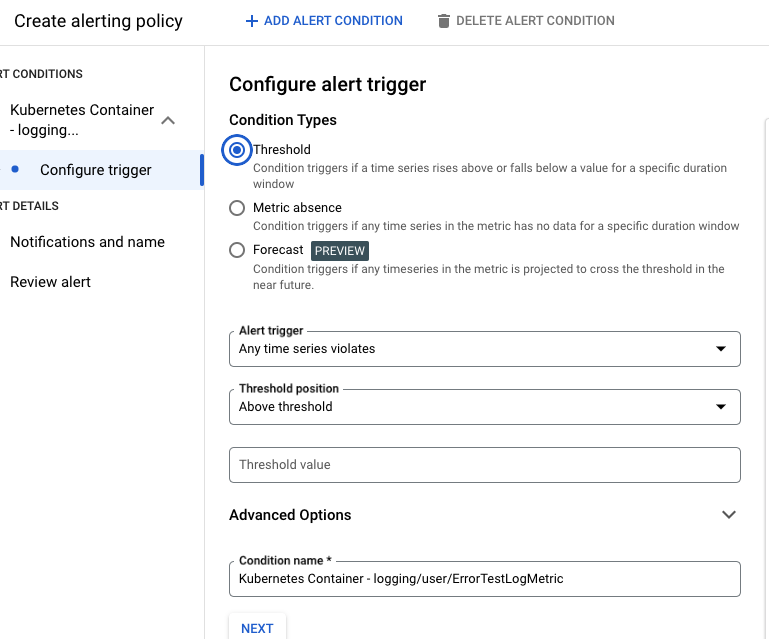 Create alerting policy
ADD ALERT CONDITION
DELETE ALERT CONDITION
RT CONDITIONS
Kubernetes Container
- logging...
Configure trigger
RT DETAILS
Notifications and name
Review alert
Configure alert trigger
Condition Types
Threshold
Condition triggers if a time series rises above or falls below a value for a specific duration
window
Metric absence
Condition triggers if any time series in the metric has no data for a specific duration window
Forecast PREVIEW
Condition triggers if any timeseries in the metric is projected to cross the threshold in the
near future.
Alert trigger
Any time series violates
Threshold position
Above threshold
Threshold value
Advanced Options
Condition name *
Kubernetes Container - logging/user/ErrorTestLogMetric
NEXT